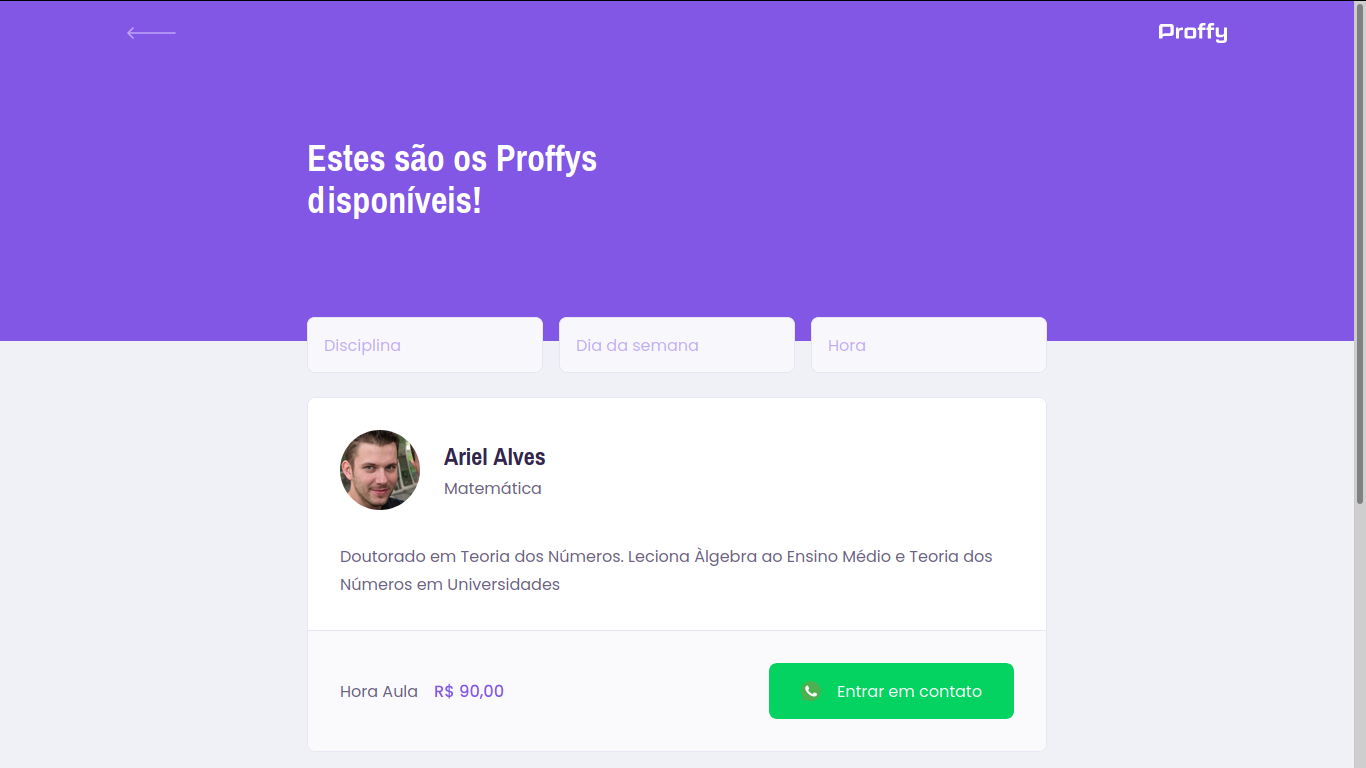 Proffy
Estes são os Proffys
disponíveis!
Disciplina
Dia da semana
Hora
Ariel Alves
Matemática
Doutorado em Teoria dos Números. Leciona Àlgebra ao Ensino Médio e Teoria dos
Números em Universidades
Hora Aula R$ 90,00
Entrar em contato